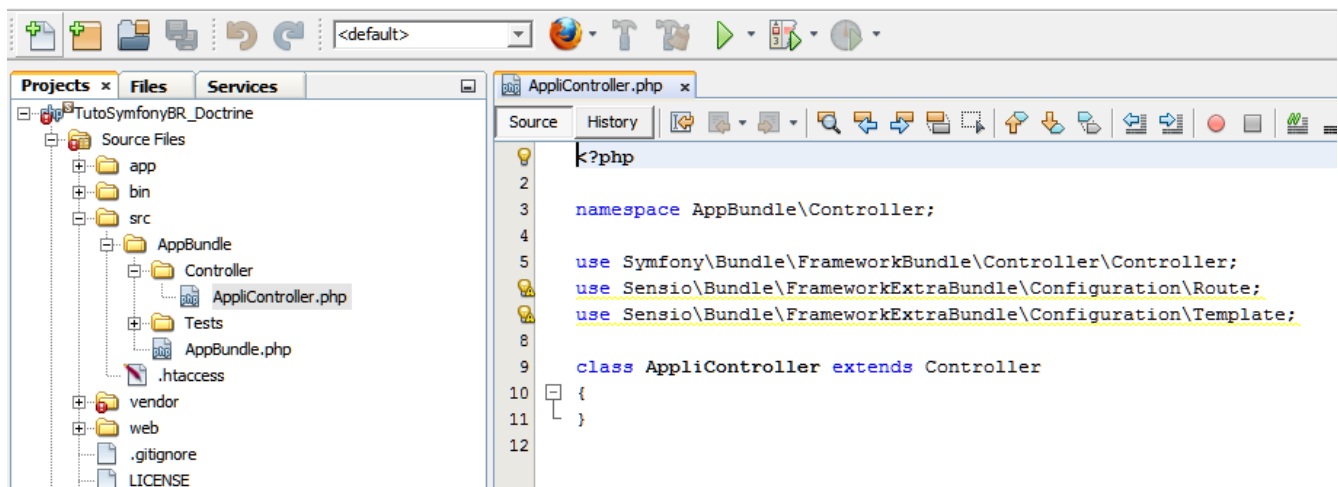 <default>
Projects × Files Services
TutoSymfonyBR_Doctrine
Source Files
app
bin
src
AppBundle
Controller
AppliController.php
Tests
AppBundle.php
.htaccess
vendor
web
.gitignore
LICENSE
AppliController.php ×
Source History
<?php
2
3 namespace AppBundle\Controller;
4
5 use Symfony\Bundle\FrameworkBundle\Controller\Controller;
use Sensio\Bundle\FrameworkExtraBundle\Configuration\Route;
use Sensio\Bundle\FrameworkExtraBundle\Configuration\Template;
8
9 class AppliController extends Controller
10 {
11 }
12